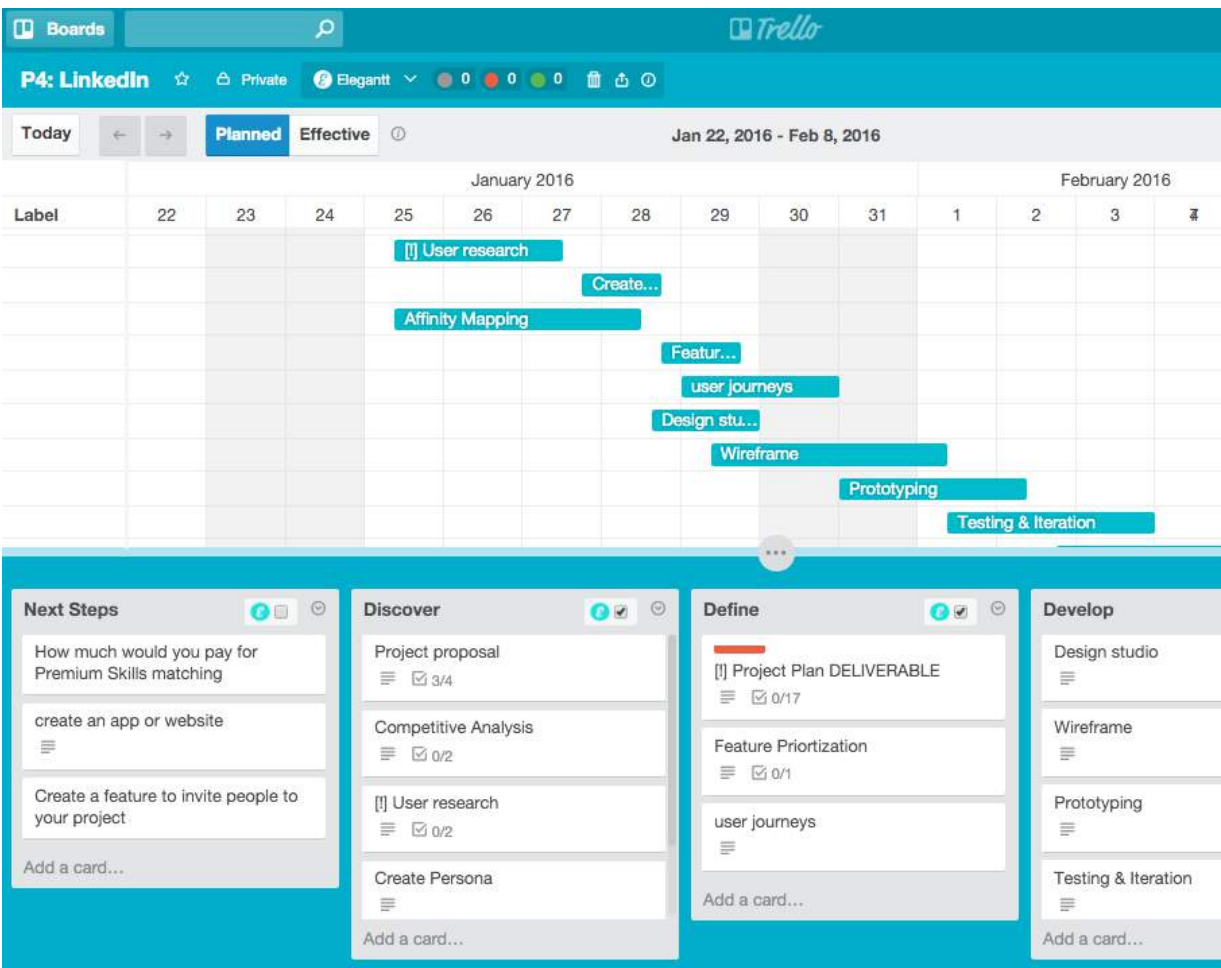 Boards
Trello
P4: LinkedIn Private Elegantt 0 0 0
Today ← → Planned Effective Jan 22, 2016 - Feb 8, 2016
January 2016 February 2016
Label 22 23 24 25 26 27 28 29 30 31 1 2 3
[!] User research
Create...
Affinity Mapping
Featur...
user journeys
Design stu...
Wireframe
Prototyping
Testing & Iteration
Next Steps
How much would you pay for
Premium Skills matching
create an app or website
Create a feature to invite people to
your project
Add a card...
Discover
Project proposal
3/4
Competitive Analysis
0/2
[!] User research
0/2
Create Persona
Add a card...
Define
[!] Project Plan DELIVERABLE
0/17
Feature Priortization
0/1
user journeys
Add a card...
Develop
Design studio
Wireframe
Prototyping
Testing & Iteration
Add a card...